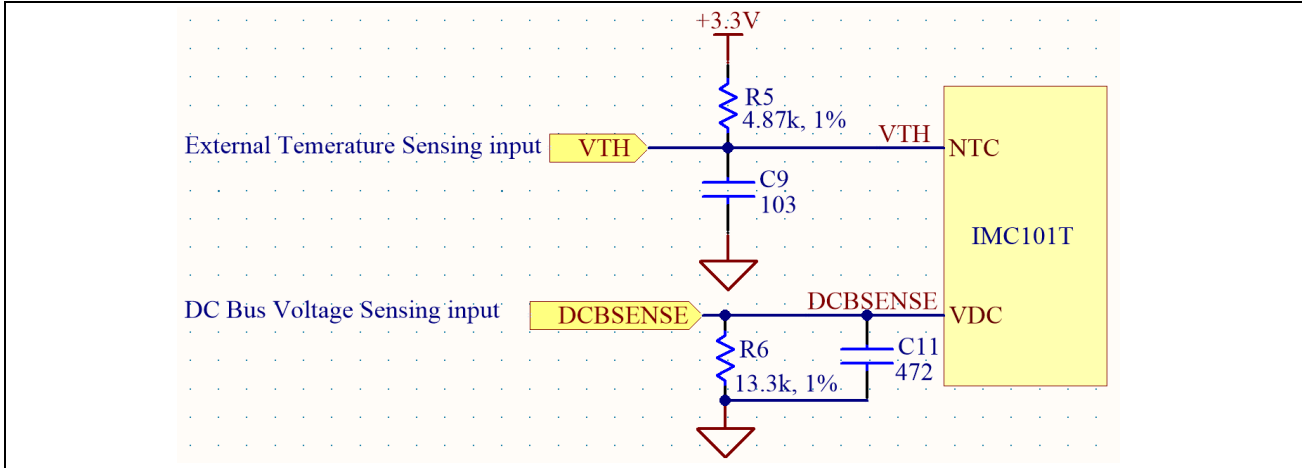 +3.3V
R5
4.87k, 1%
External Temerature Sensing input
VTH
VTH
NTC
C9
103
IMC101T
DC Bus Voltage Sensing input
DCBSENSE
DCBSENSE
VDC
R6
13.3k, 1%
C11
472